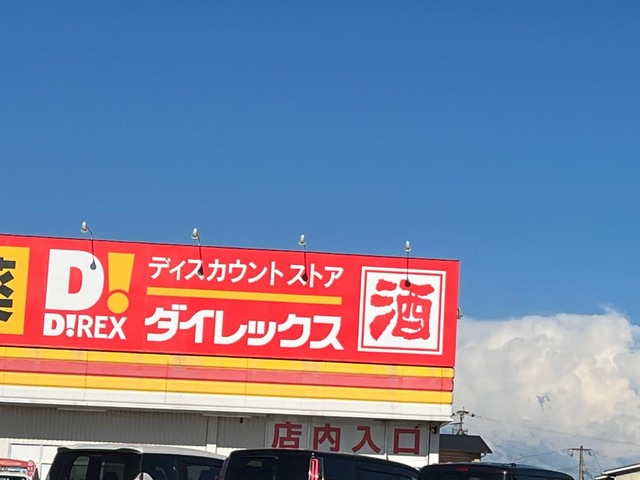 薬
D!
D!REX
ディスカウントストア
ダイレックス
酒
店内入口